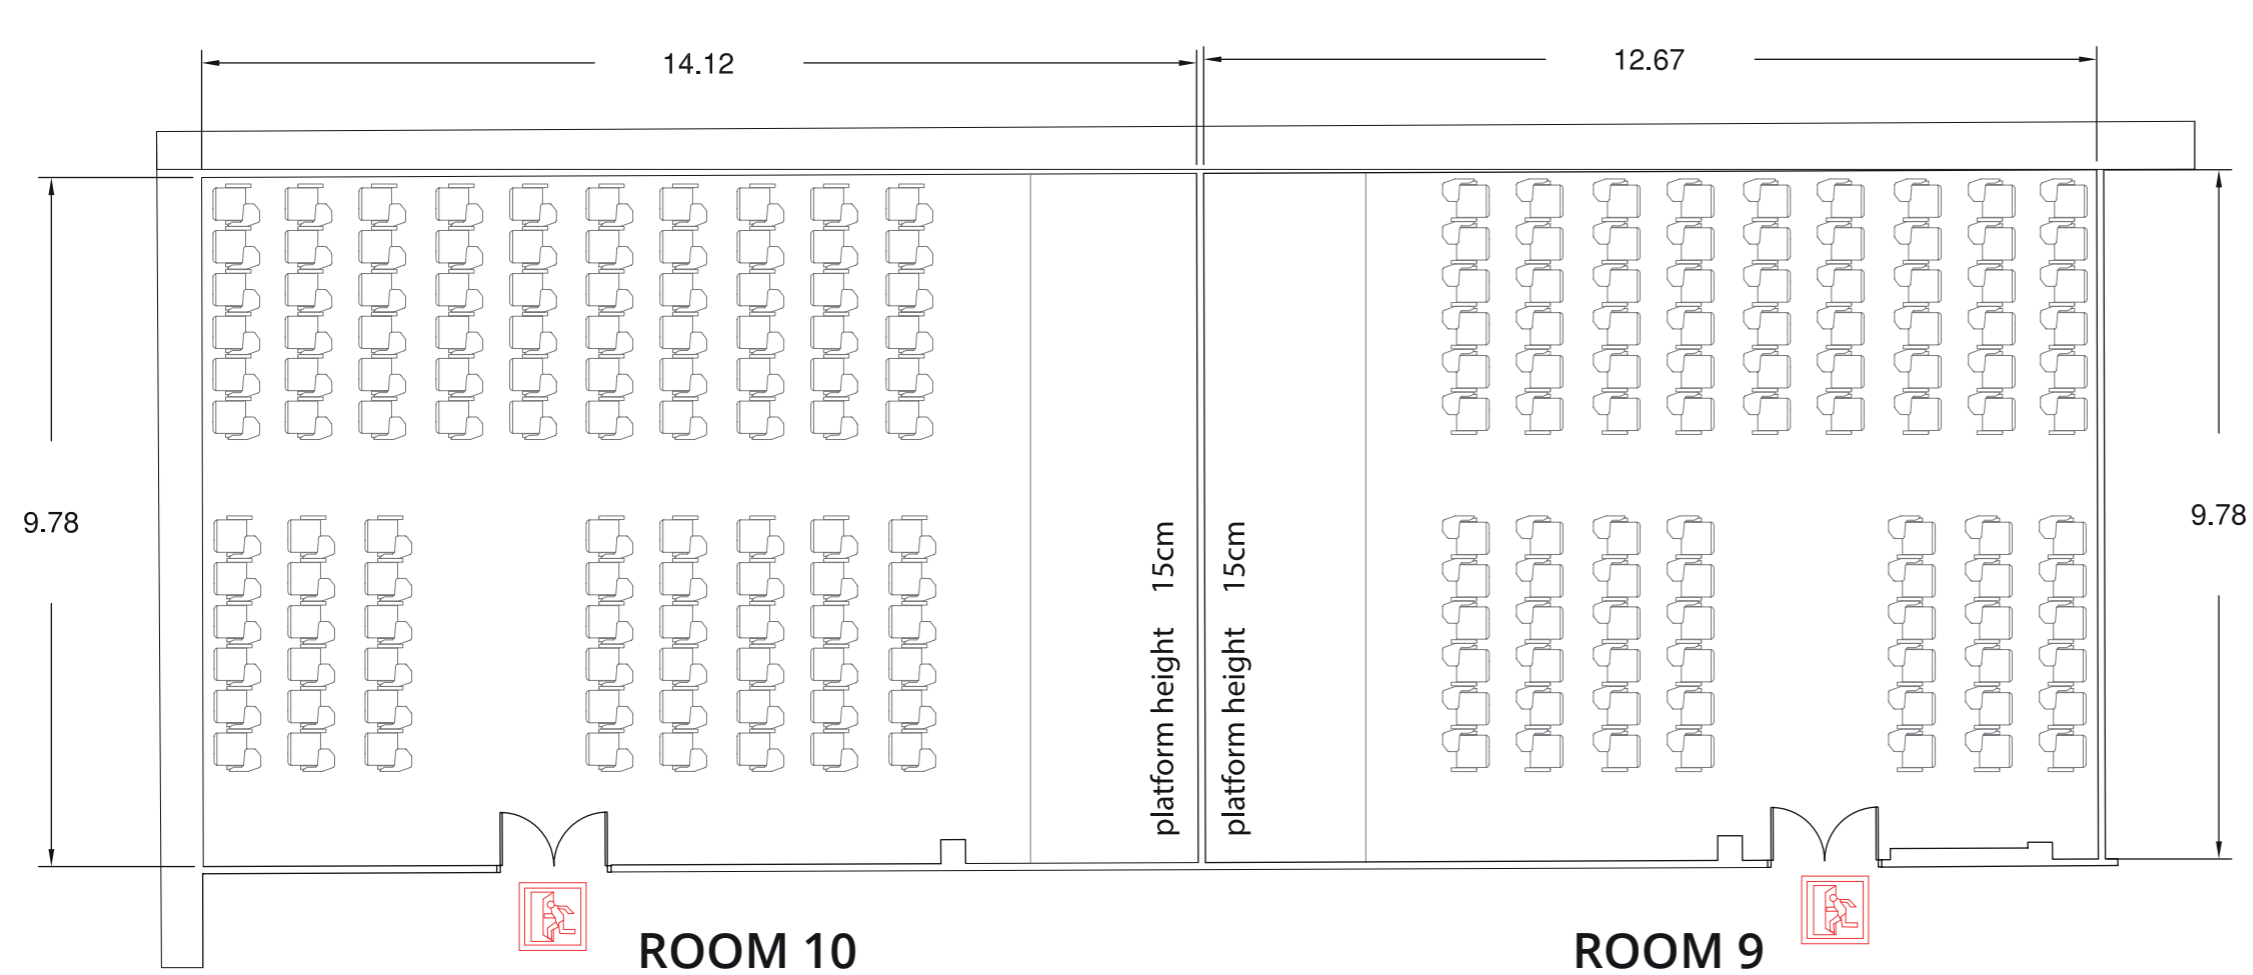 14.12
12.67
9.78
9.78
platform height 15cm
platform height 15cm
ROOM 10
ROOM 9